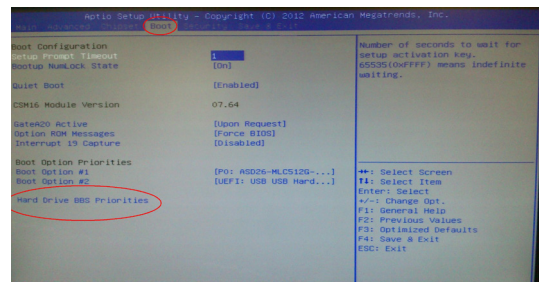 Aptio Setup Utility - Copyright (C) 2012 American Megatrends, Inc.
Main Advanced Chipset Boot Security Save & Exit
Boot Configuration
Setup Prompt Timeout 1
Bootup NumLock State [On]
Quiet Boot [Enabled]
CSM16 Module Version 07.64
GateA20 Active [Upon Request]
Option ROM Messages [Force BIOS]
Interrupt 19 Capture [Disabled]
Boot Option Priorities
Boot Option #1 [P0: ASD26-MLC512G-...]
Boot Option #2 [UEFI: USB USB Hard...]
Hard Drive BBS Priorities
Number of seconds to wait for
setup activation key.
65535(0xFFFF) means indefinite
waiting.
→←: Select Screen
↑↓: Select Item
Enter: Select
+/-: Change Opt.
F1: General Help
F2: Previous Values
F3: Optimized Defaults
F4: Save & Exit
ESC: Exit